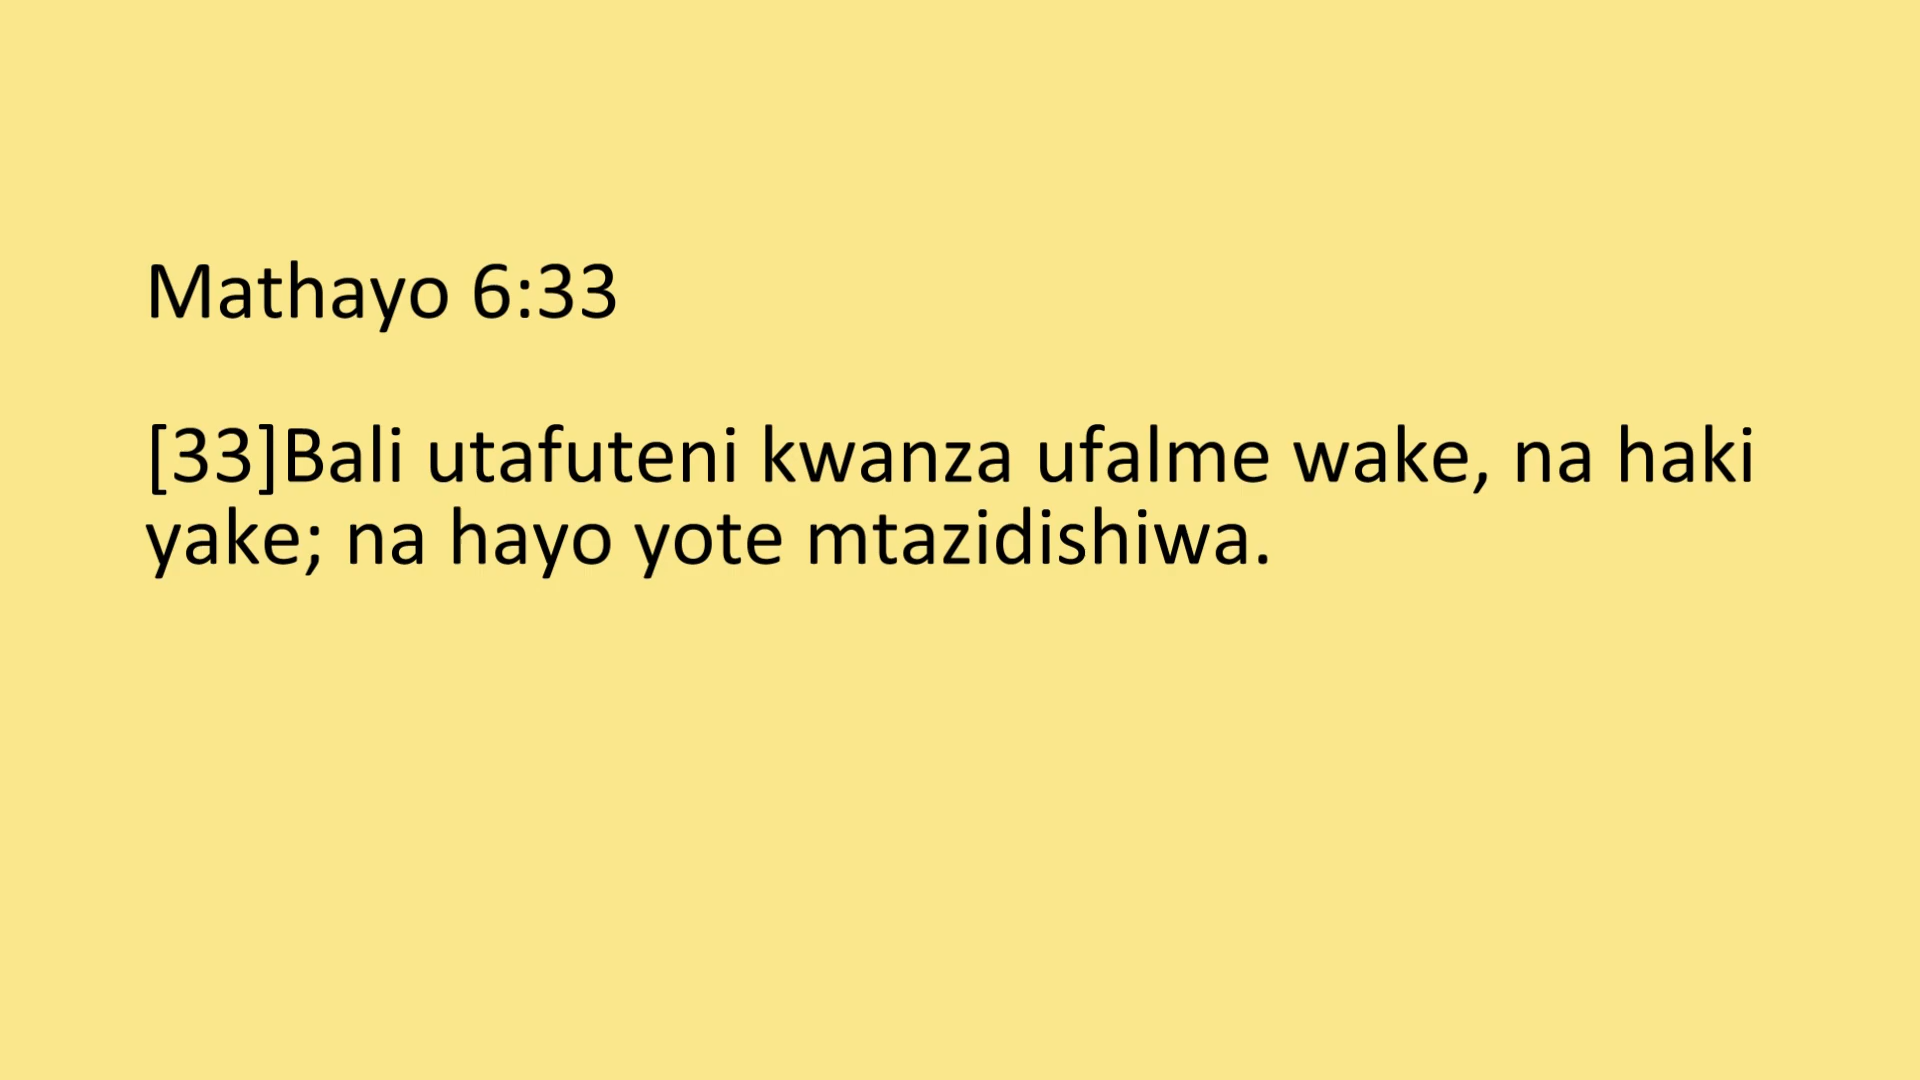 Mathayo 6:33
[33]Bali utafuteni kwanza ufalme wake, na haki
yake; na hayo yote mtazidishiwa.